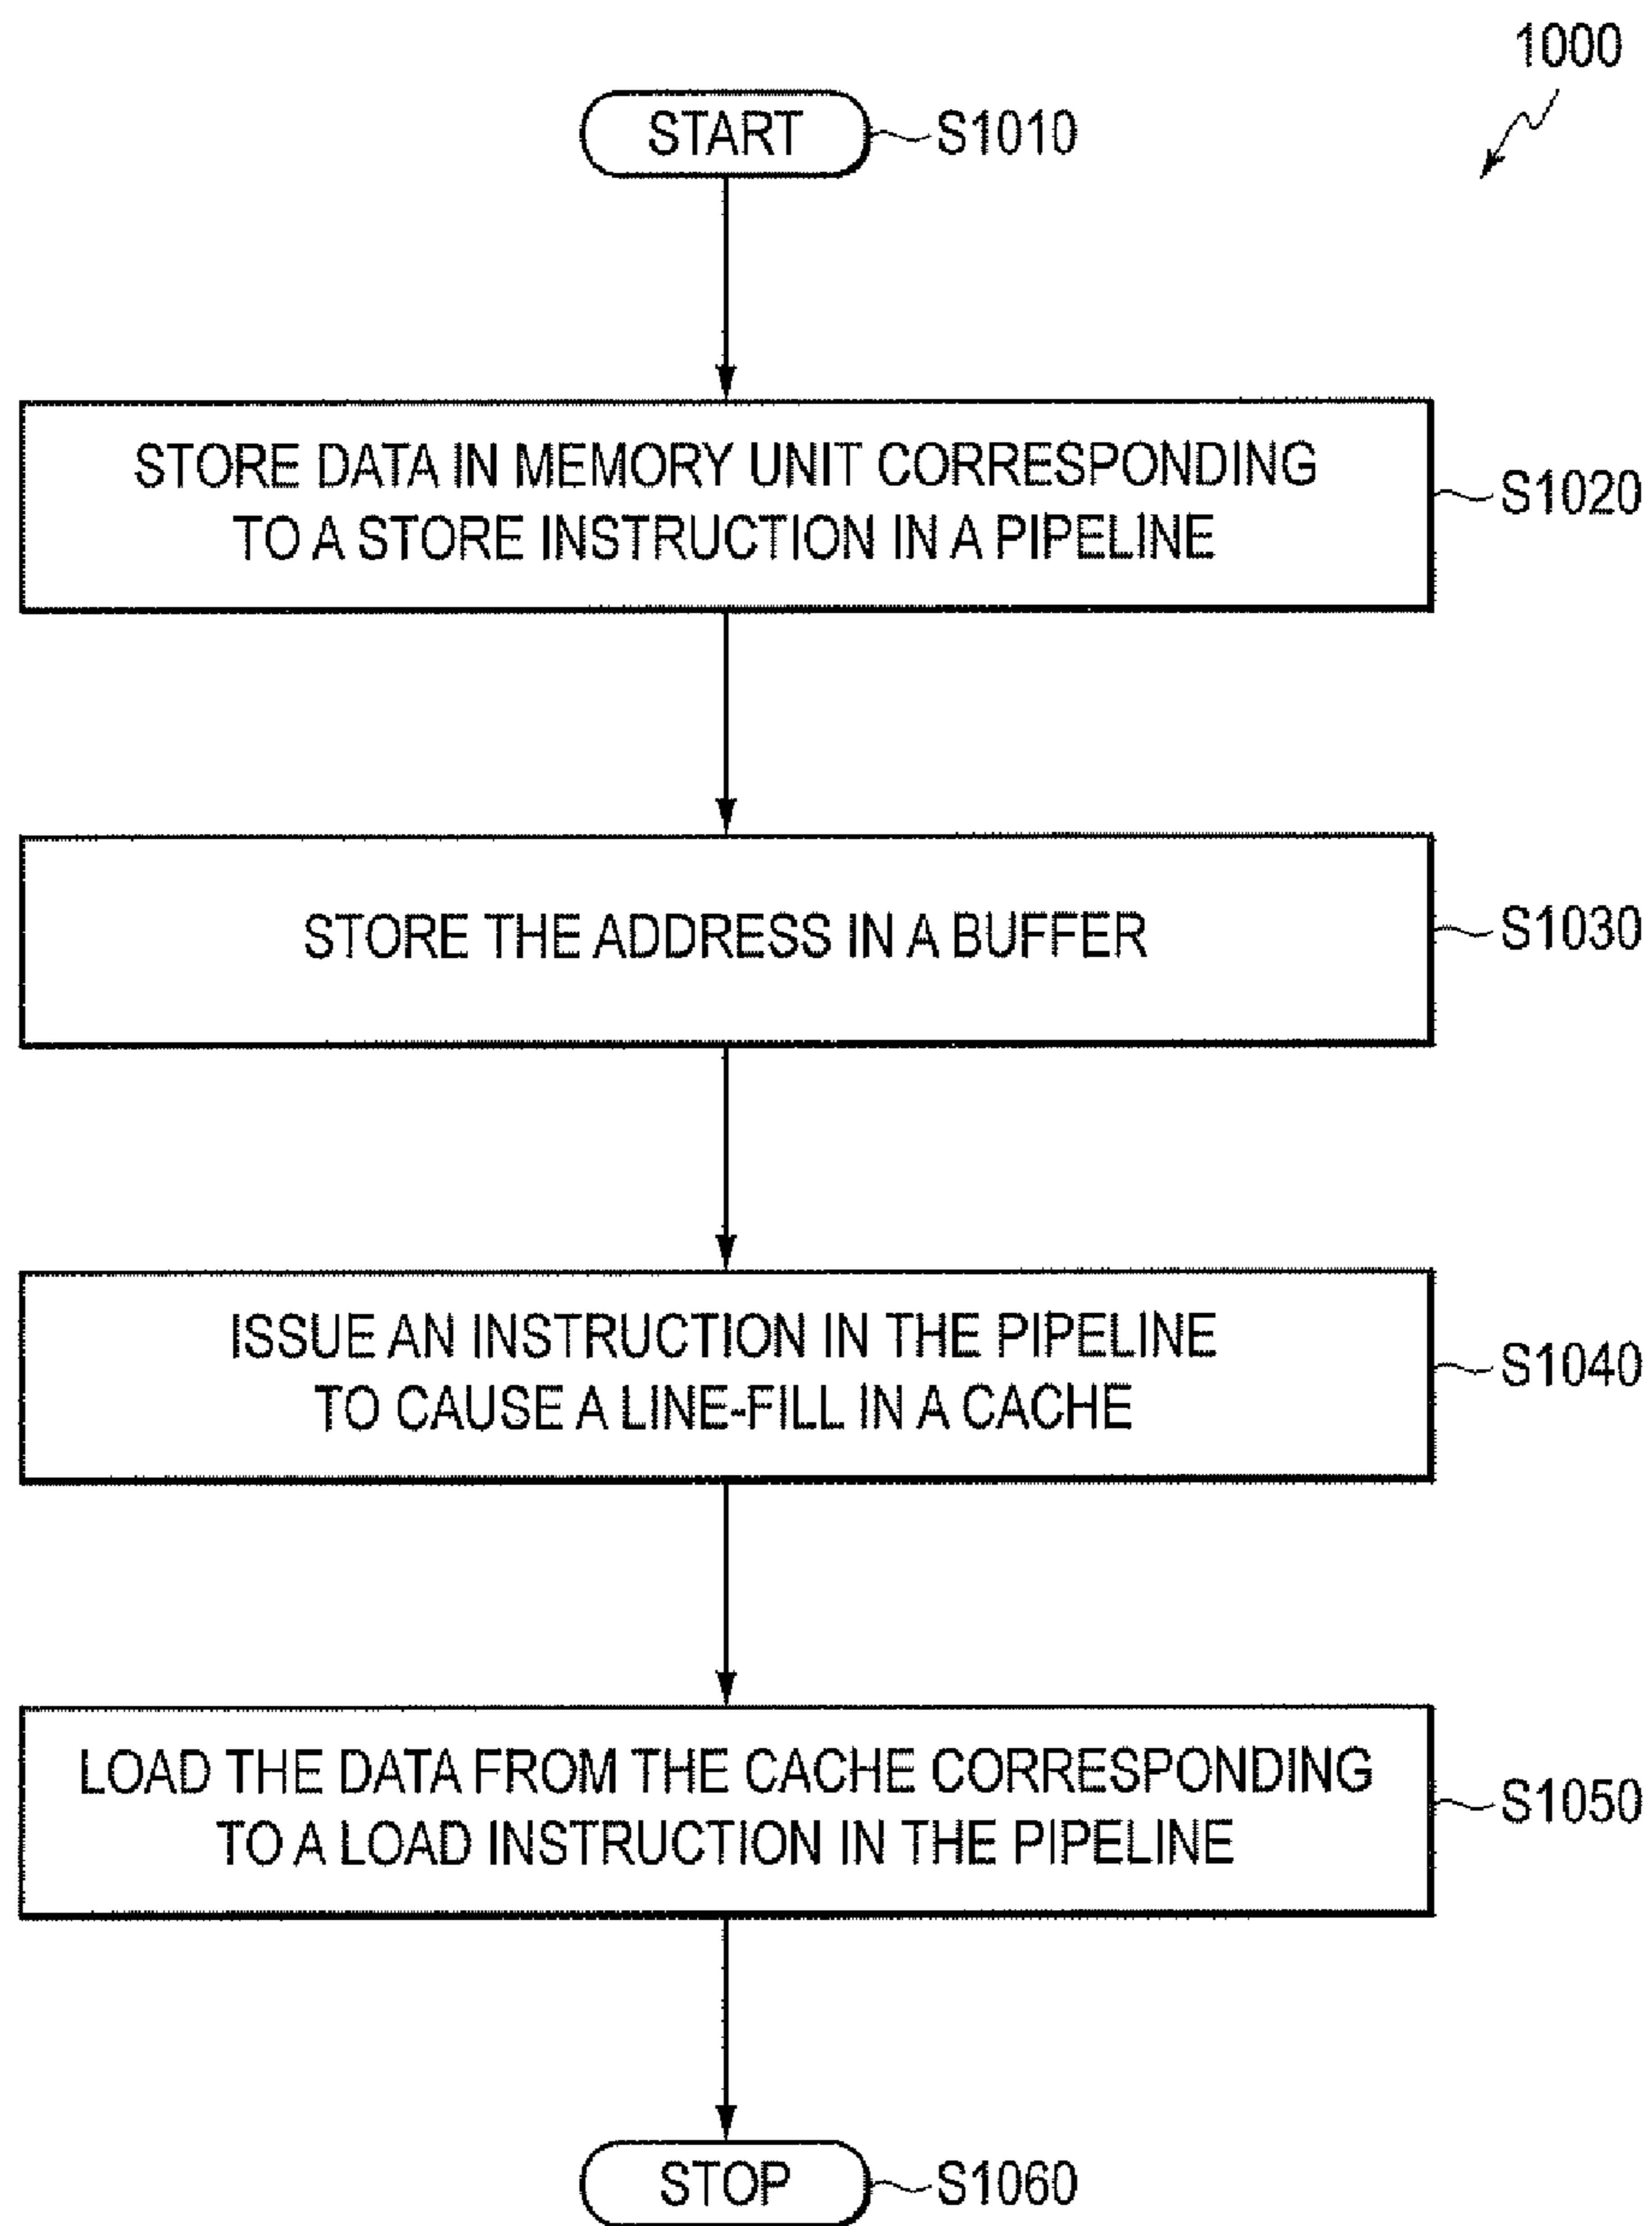 1000
START
S1010
STORE DATA IN MEMORY UNIT CORRESPONDING
TO A STORE INSTRUCTION IN A PIPELINE
S1020
STORE THE ADDRESS IN A BUFFER
S1030
ISSUE AN INSTRUCTION IN THE PIPELINE
TO CAUSE A LINE-FILL IN A CACHE
S1040
LOAD THE DATA FROM THE CACHE CORRESPONDING
TO A LOAD INSTRUCTION IN THE PIPELINE
S1050
STOP
S1060